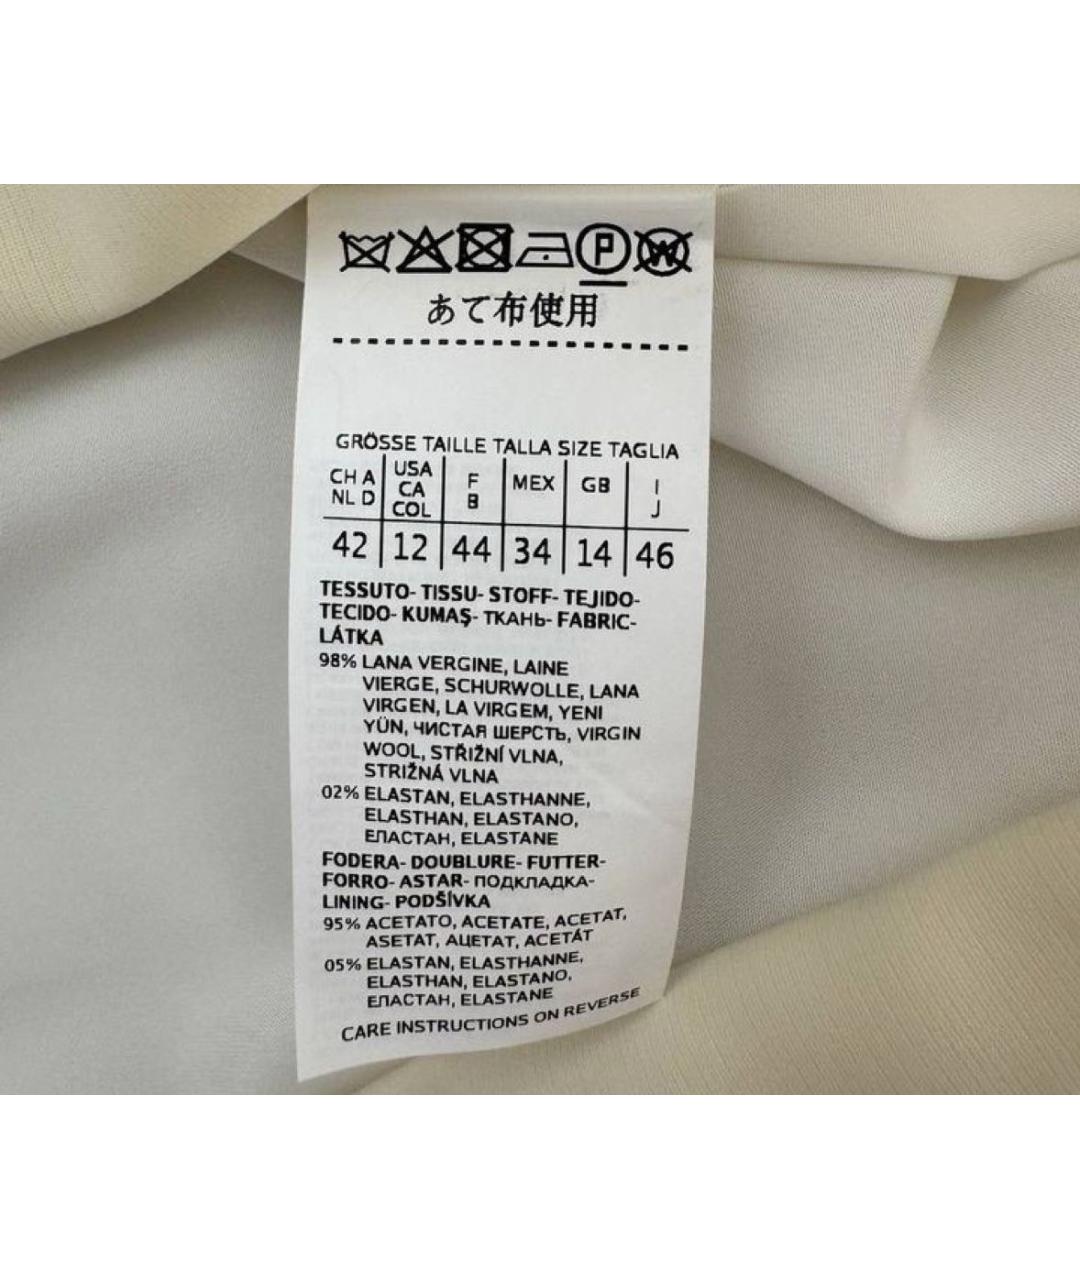 P W
あて布使用
GRÖSSE TAILLE TALLA SIZE TAGLIA
CH A USA F MEX GB I
NL D CA B J
COL
42 12 44 34 14 46
TESSUTO- TISSU- STOFF- TEJIDO-
TECIDO- KUMAŞ- ТКАНЬ- FABRIC-
LÁTKA
98% LANA VERGINE, LAINE
VIERGE, SCHURWOLLE, LANA
VIRGEN, LA VIRGEM, YENI
YÜN, ЧИСТАЯ ШЕРСТЬ, VIRGIN
WOOL, STŘIŽNÍ VLNA,
STRIŽNÁ VLNA
02% ELASTAN, ELASTHANNE,
ELASTHAN, ELASTANO,
ЕПАСТАН, ELASTANE
FODERA- DOUBLURE- FUTTER-
FORRO- ASTAR- ПОДКЛАДКА-
LINING- PODŠÍVKA
95% ACETATO, ACETATE, ACETAT,
ASETAT, АЦЕТАТ, ACETÁT
05% ELASTAN, ELASTHANNE,
ELASTHAN, ELASTANO,
ЕПАСТАН, ELASTANE
CARE INSTRUCTIONS ON REVERSE